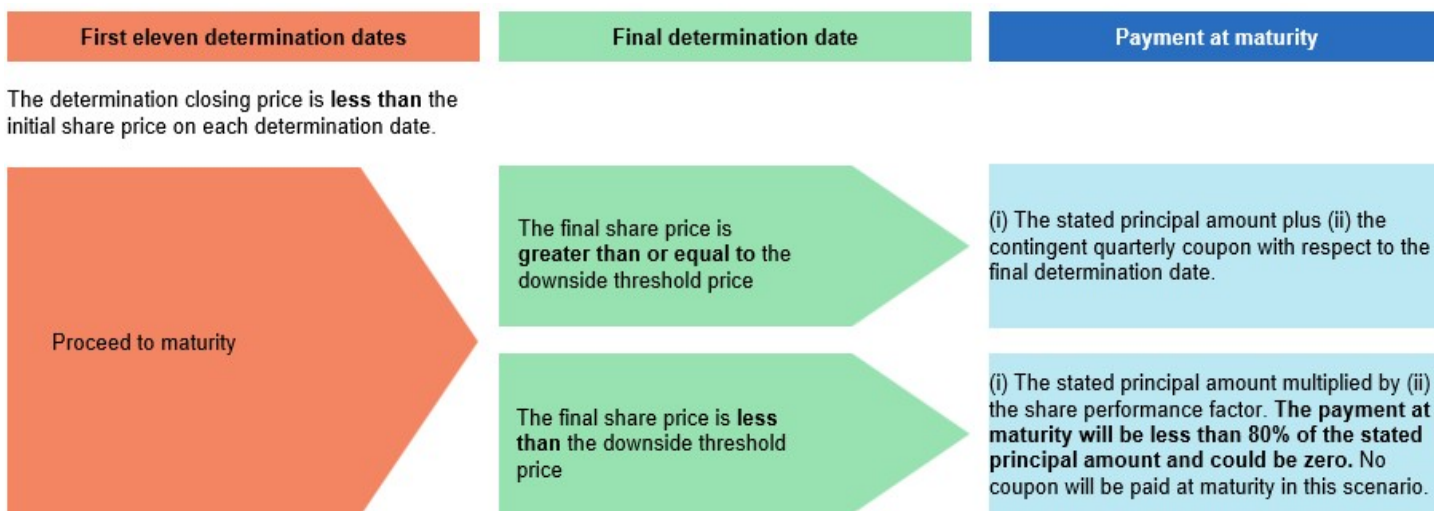 First eleven determination dates
Final determination date
Payment at maturity
The determination closing price is less than the
initial share price on each determination date.
Proceed to maturity
The final share price is
greater than or equal to the
downside threshold price
(i) The stated principal amount plus (ii) the
contingent quarterly coupon with respect to the
final determination date.
The final share price is less
than the downside threshold
price
(i) The stated principal amount multiplied by (ii)
the share performance factor. The payment at
maturity will be less than 80% of the stated
principal amount and could be zero. No
coupon will be paid at maturity in this scenario.